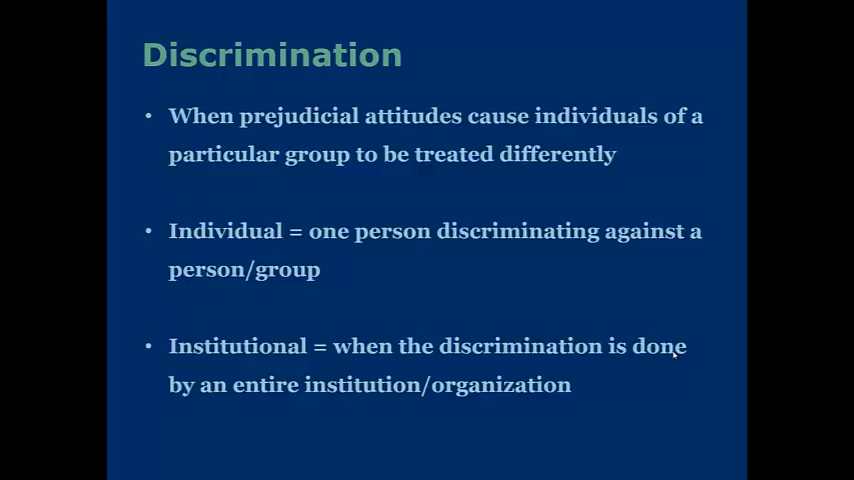 Discrimination
• When prejudicial attitudes cause individuals of a
particular group to be treated differently
• Individual = one person discriminating against a
person/group
• Institutional = when the discrimination is done
by an entire institution/organization